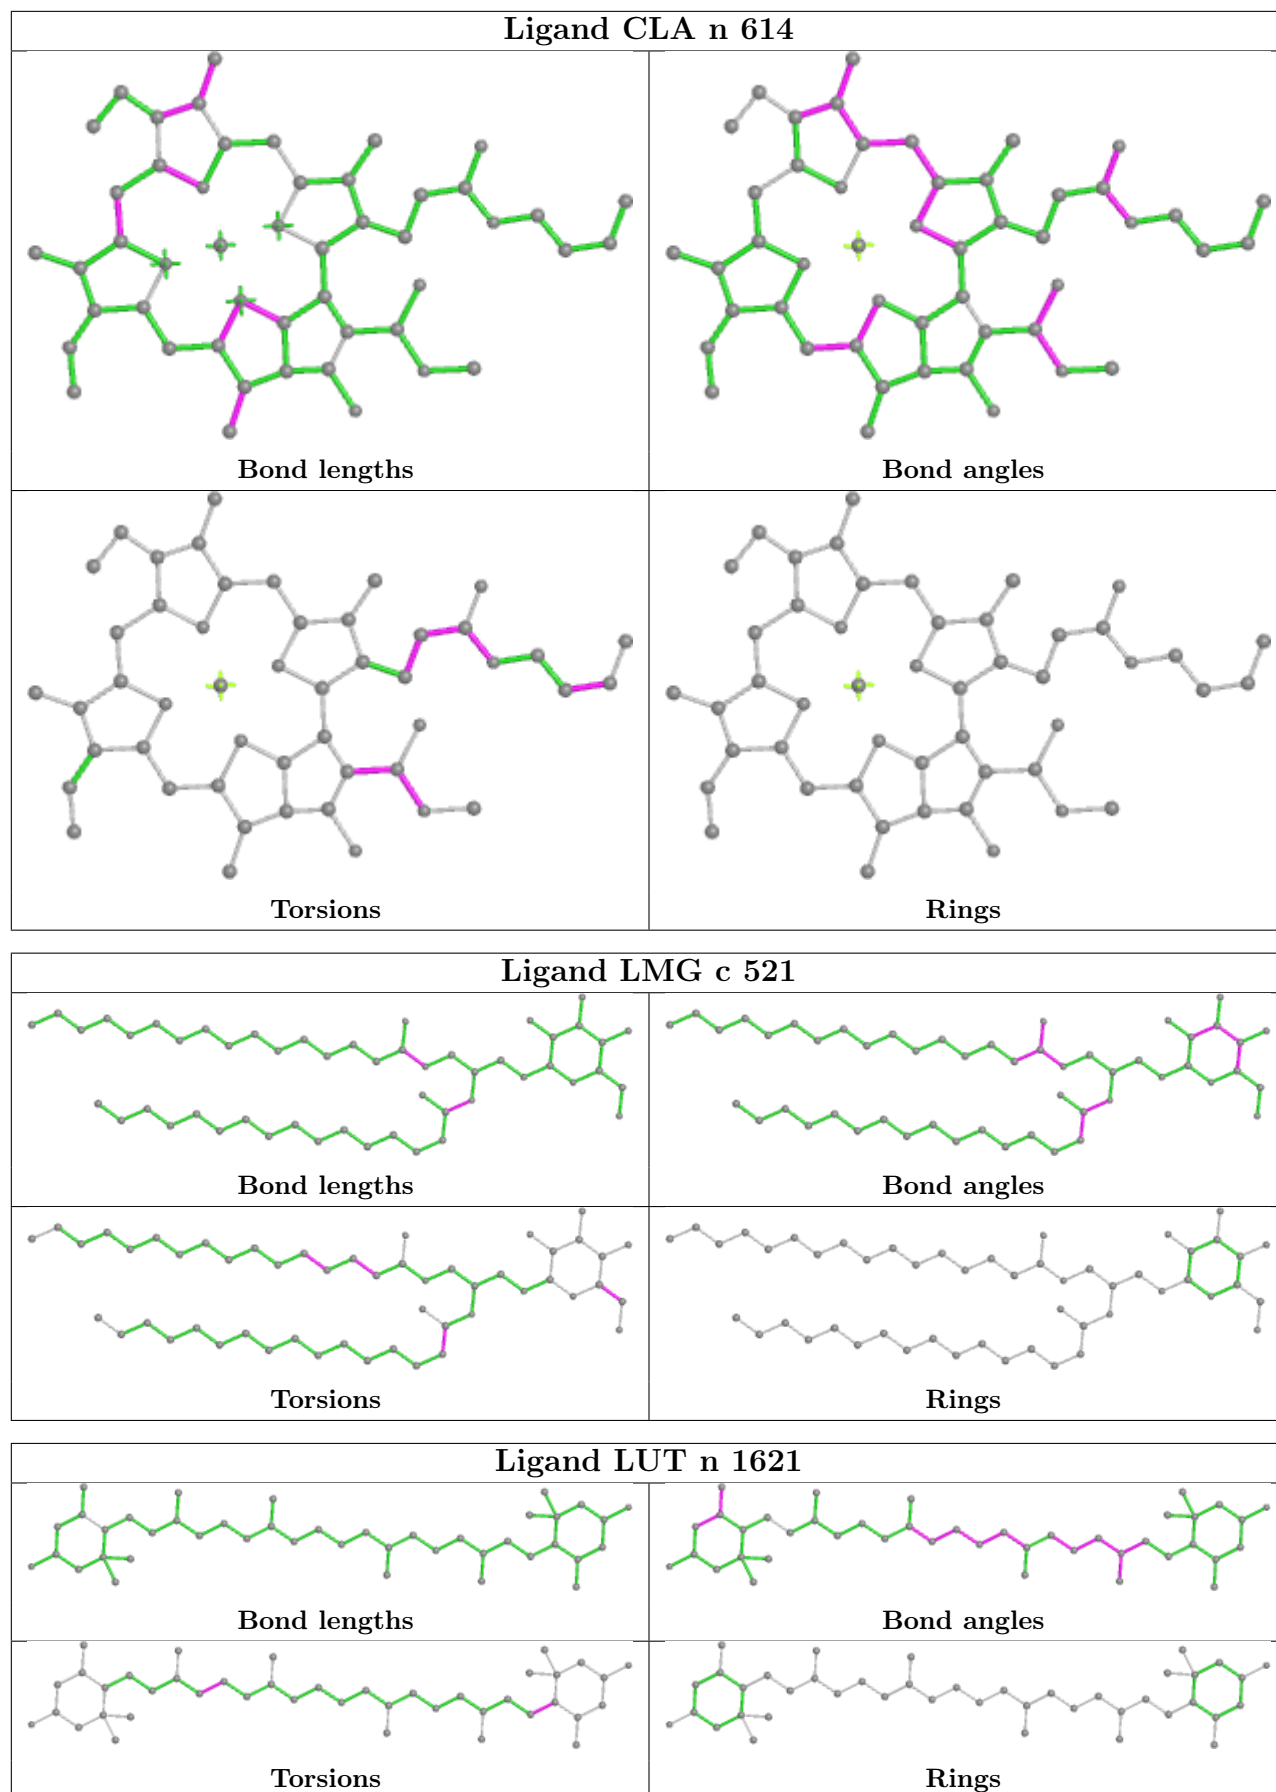 Ligand CLA n 614
Bond lengths
Bond angles
Torsions
Rings
Ligand LMG c 521
Bond lengths
Bond angles
Torsions
Rings
Ligand LUT n 1621
Bond lengths
Bond angles
Torsions
Rings